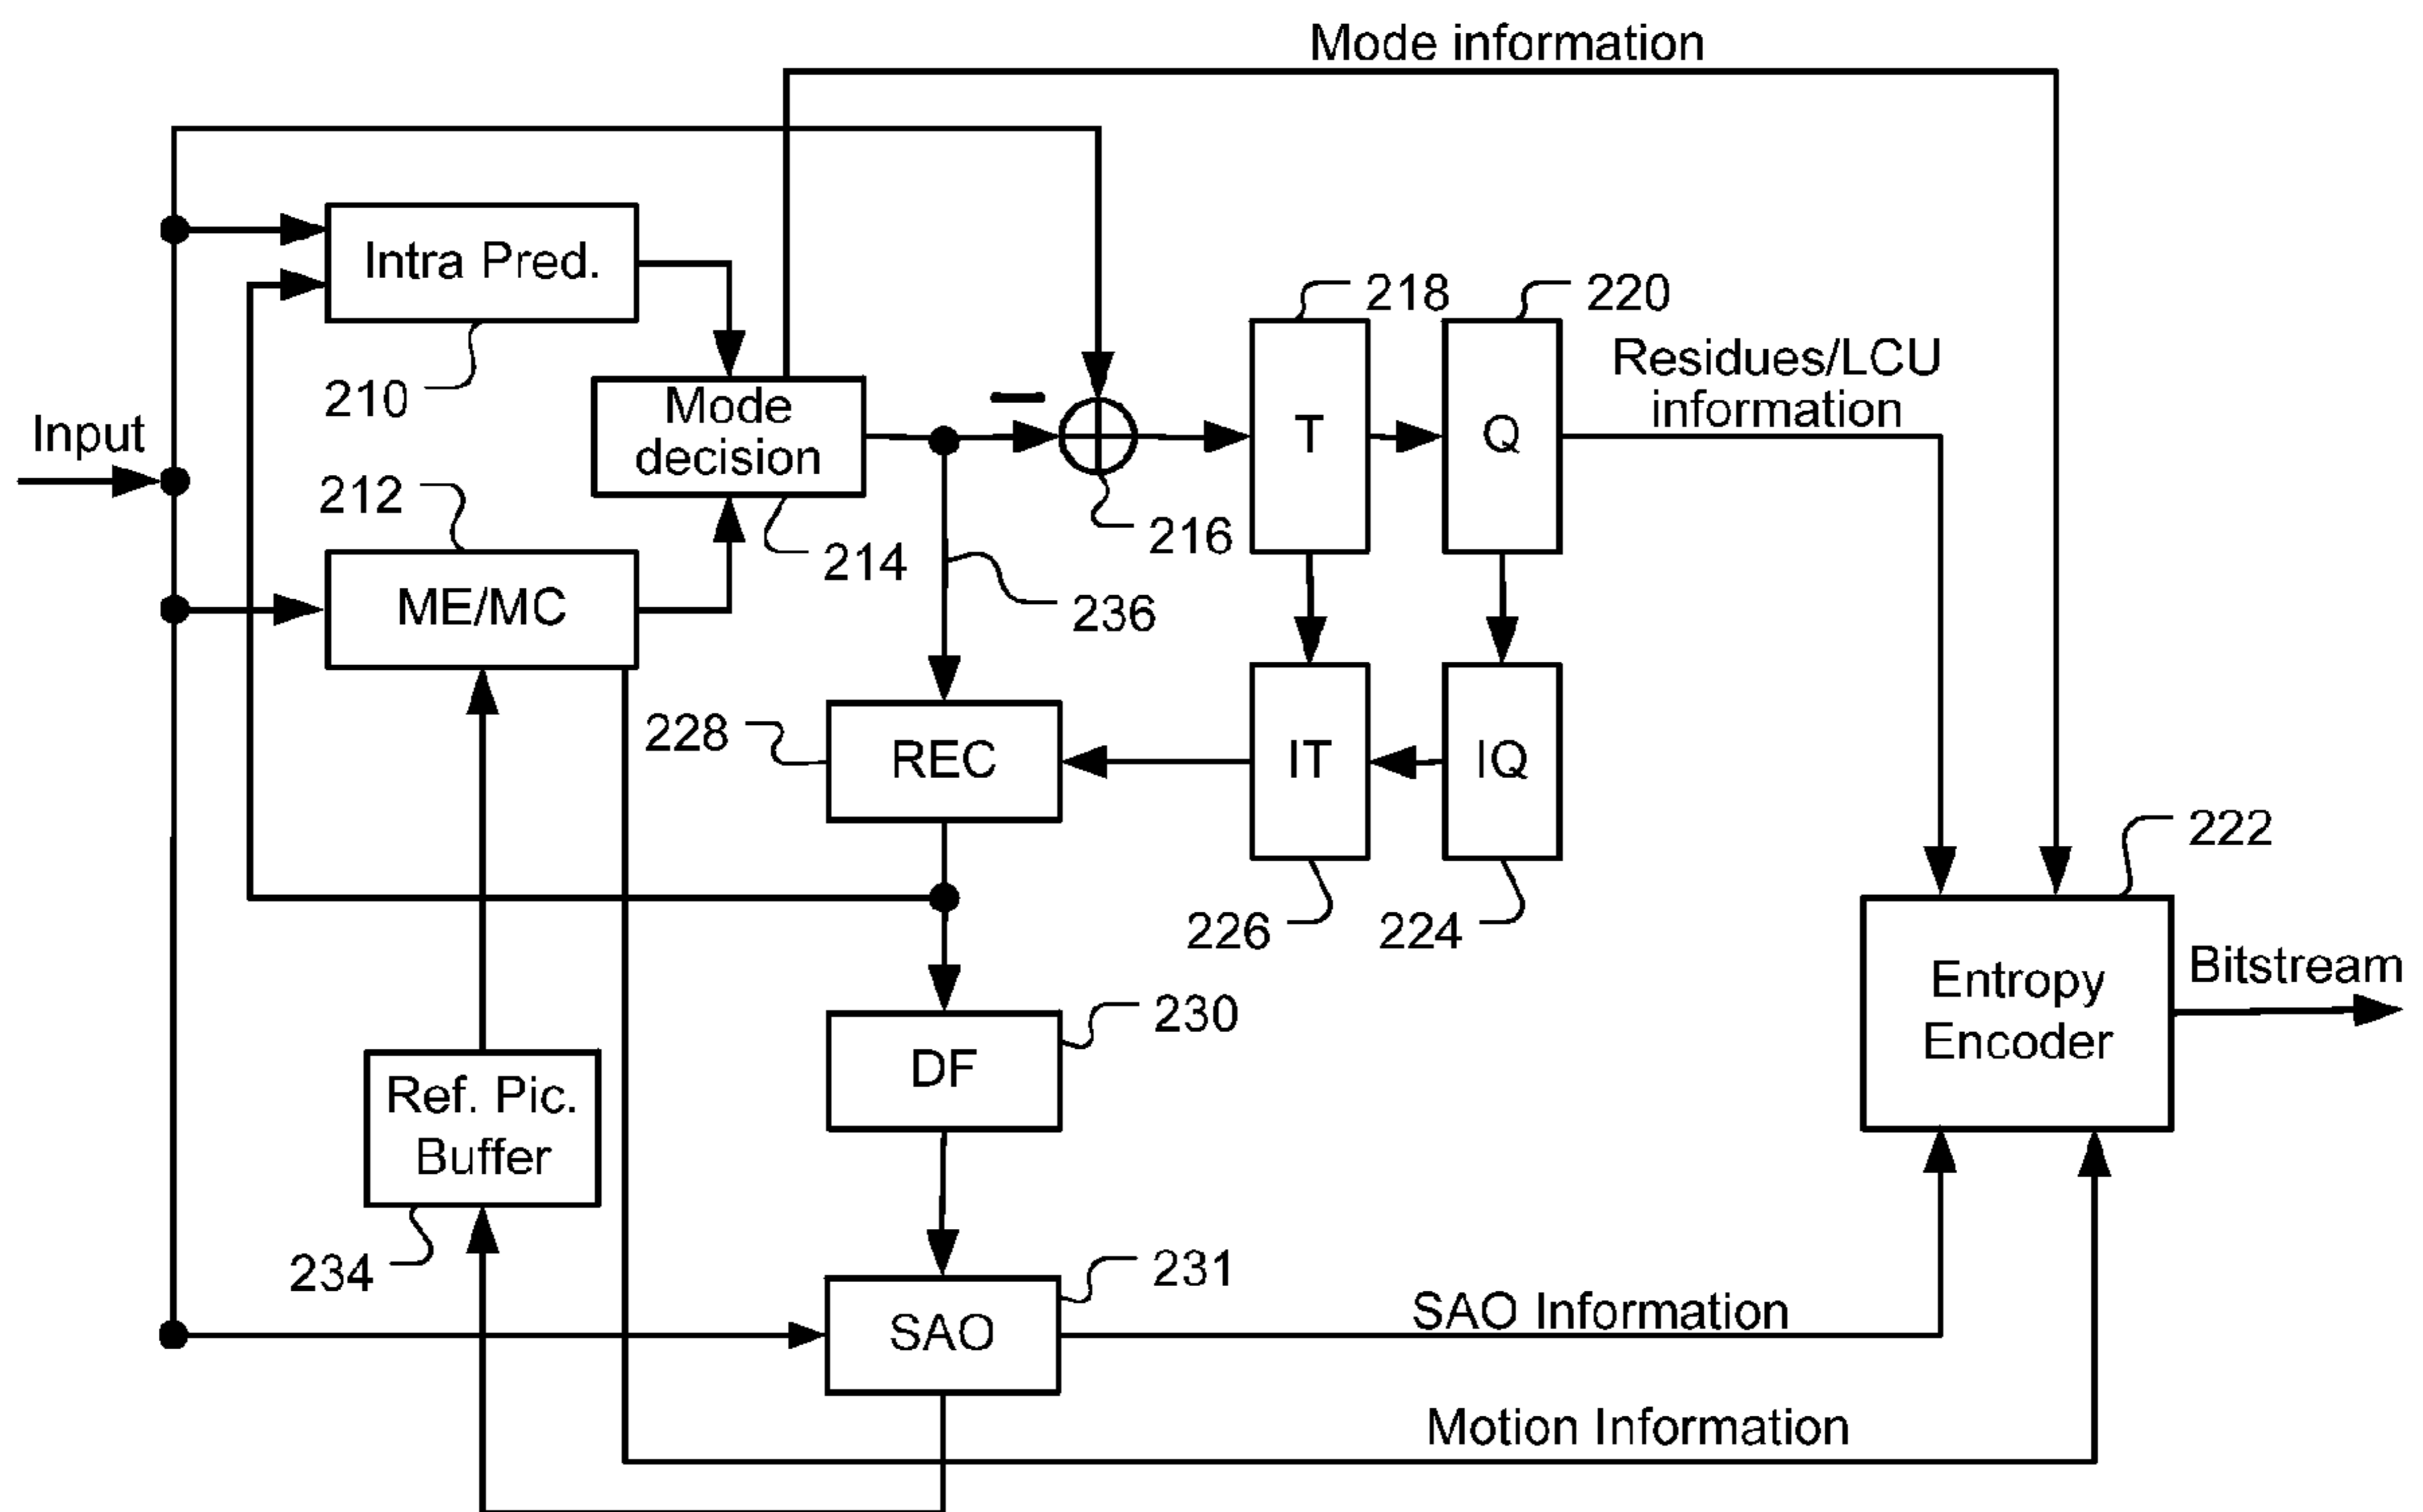 Mode information
Intra Pred.
218
220
Residues/LCU
information
210
Mode
decision
Input
T
Q
212
216
214
ME/MC
236
228
REC
IT
IQ
222
226
224
Entropy
Encoder
Bitstream
230
DF
Ref. Pic.
Buffer
234
231
SAO
SAO Information
Motion Information